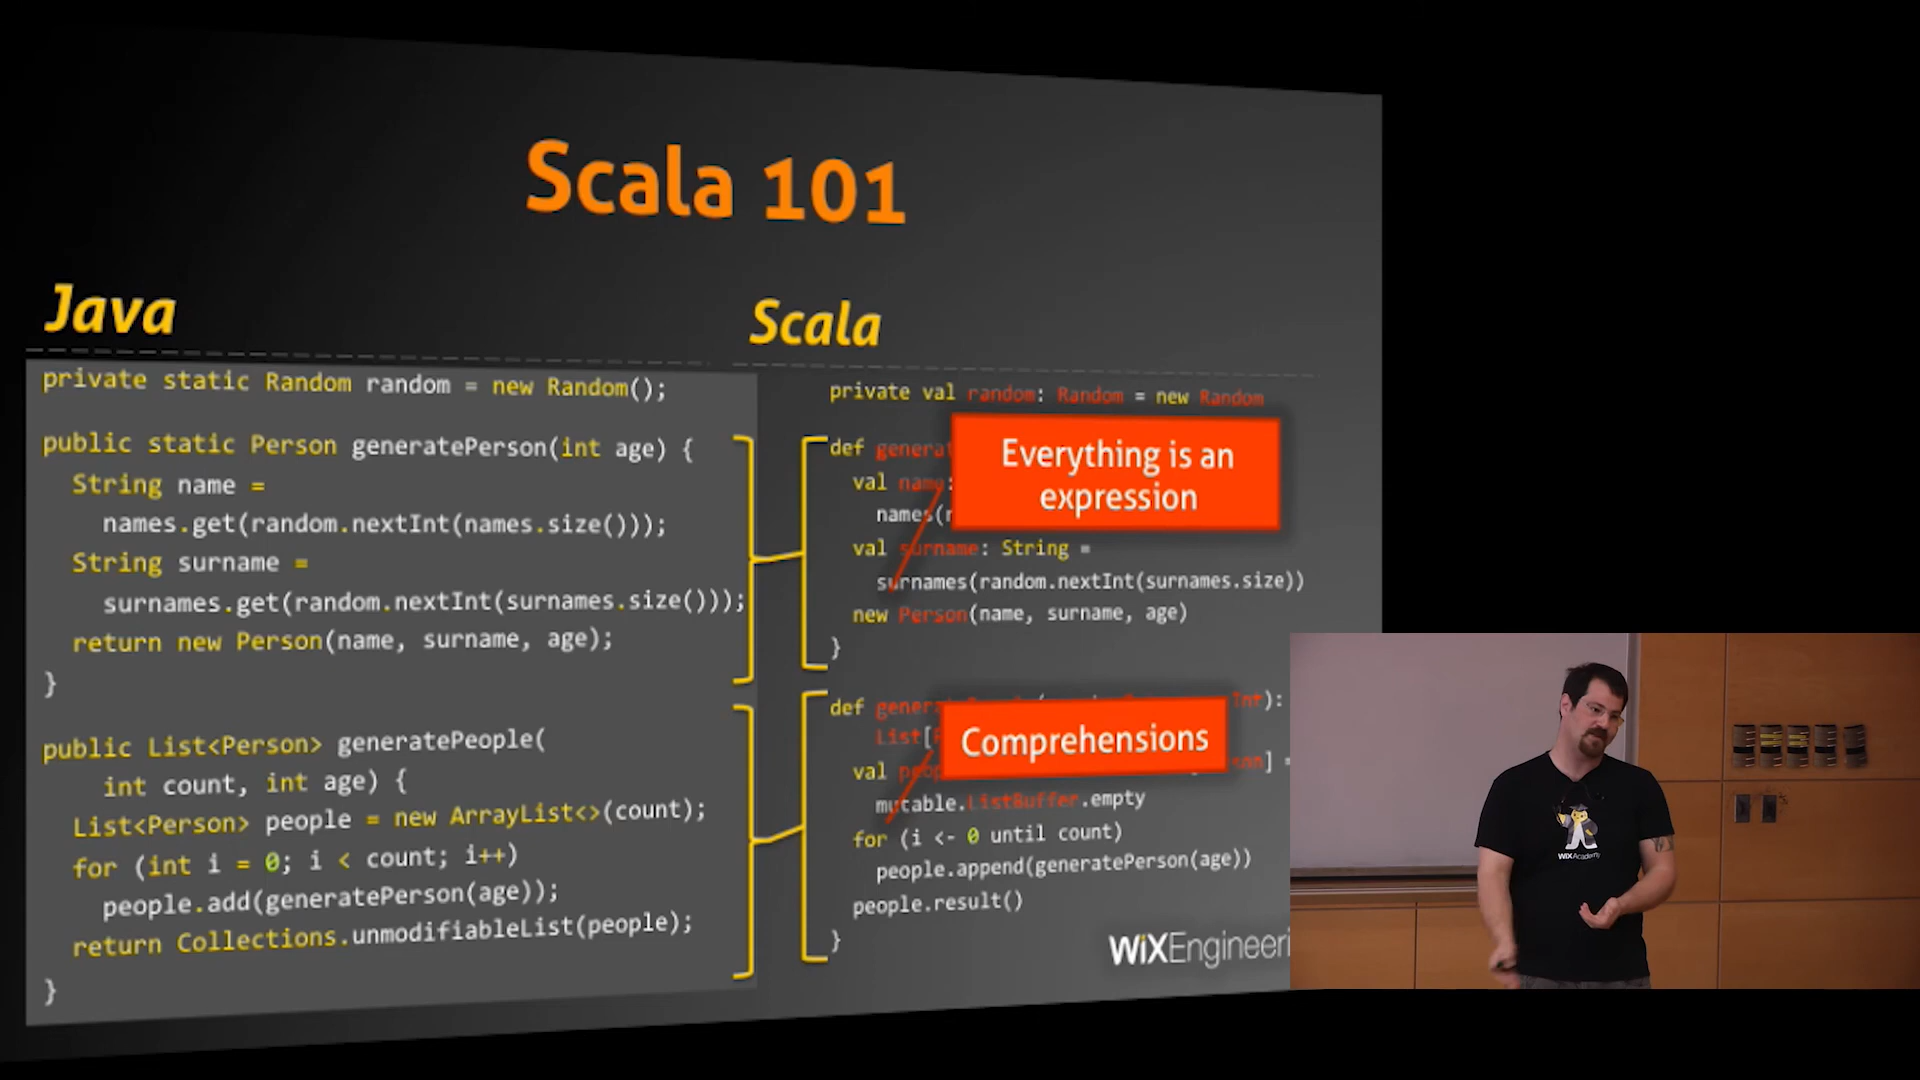 Scala 101
Java
private static Random random = new Random();
public static Person generatePerson(int age) {
String name =
names.get(random.nextInt(names.size()));
String surname =
surnames.get(random.nextInt(surnames.size()));
return new Person(name, surname, age);
}
public List<Person> generatePeople(
int count, int age) {
List<Person> people = new ArrayList<>(count);
for (int i = 0; i < count; i++)
people.add(generatePerson(age));
return Collections.unmodifiableList(people);
}
Scala
private val random: Random = new Random
def
Everything is an
expression
val name:
val surname: String =
surnames(random.nextInt(surnames.size))
new Person(name, surname, age)
}
def
Int):
Comprehensions
val
mutable.ListBuffer.empty
for (i <- 0 until count)
people.append(generatePerson(age))
people.result()
}
WiXEngineeri
WIXAcademy